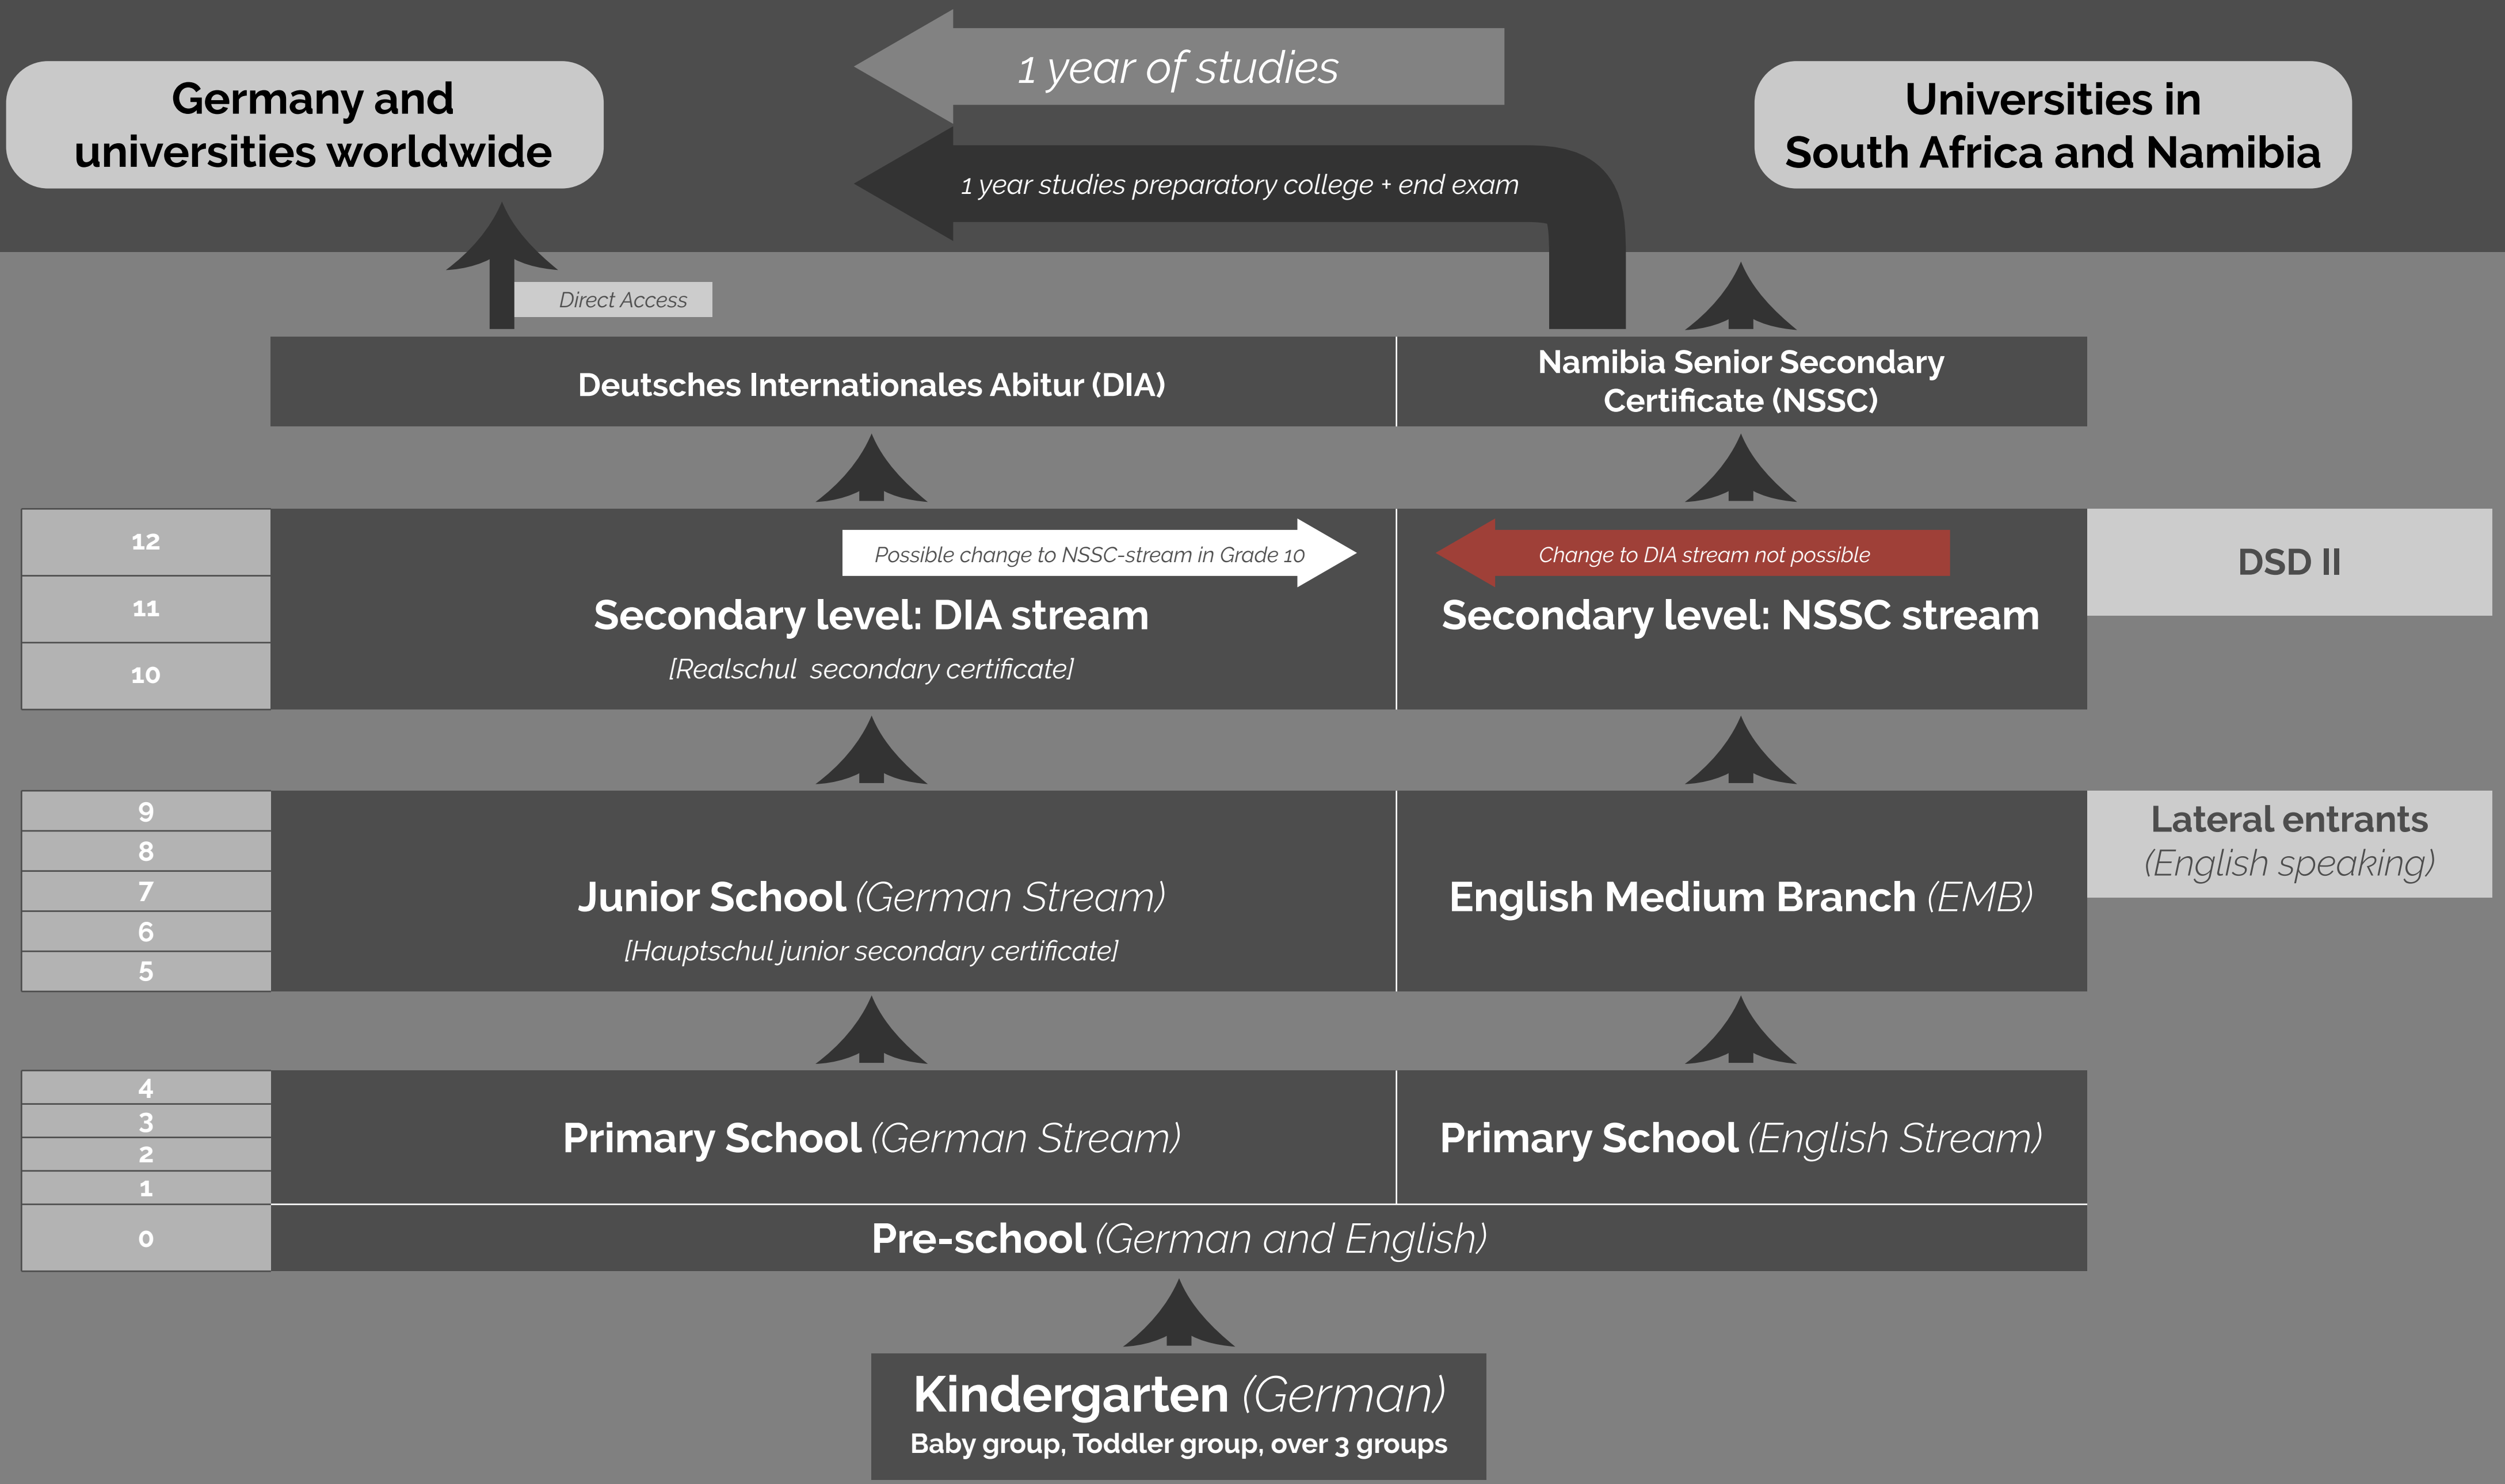 1 year of studies
Germany and
universities worldwide
Universities in
South Africa and Namibia
1 year studies preparatory college + end exam
Direct Access
Deutsches Internationales Abitur (DIA)
Namibia Senior Secondary
Certificate (NSSC)
12
11
10
Possible change to NSSC-stream in Grade 10
Secondary level: DIA stream
[Realschul secondary certificate]
Change to DIA stream not possible
Secondary level: NSSC stream
DSD II
9
8
7
6
5
Junior School (German Stream)
[Hauptschul junior secondary certificate]
English Medium Branch (EMB)
Lateral entrants
(English speaking)
4
3
2
1
0
Primary School (German Stream)
Primary School (English Stream)
Pre-school (German and English)
Kindergarten (German)
Baby group, Toddler group, over 3 groups